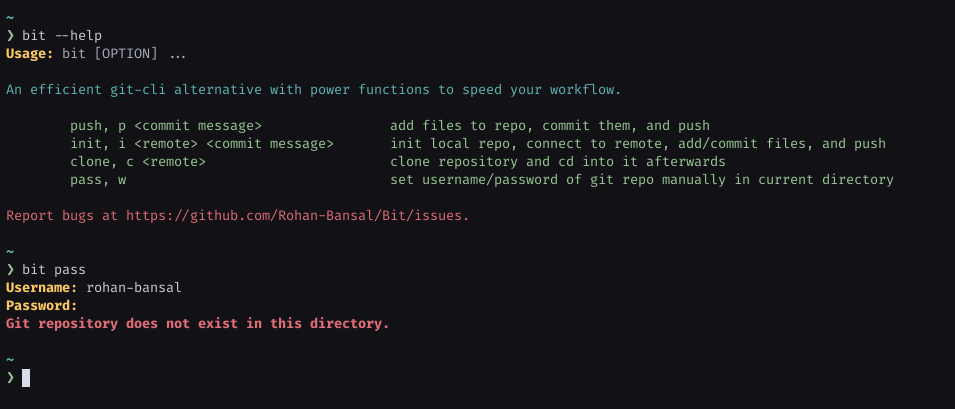 ~
❯ bit --help
Usage: bit [OPTION] ...
An efficient git-cli alternative with power functions to speed your workflow.
push, p <commit message> add files to repo, commit them, and push
init, i <remote> <commit message> init local repo, connect to remote, add/commit files, and push
clone, c <remote> clone repository and cd into it afterwards
pass, w set username/password of git repo manually in current directory
Report bugs at https://github.com/Rohan-Bansal/Bit/issues.
~
❯ bit pass
Username: rohan-bansal
Password:
Git repository does not exist in this directory.
~
❯